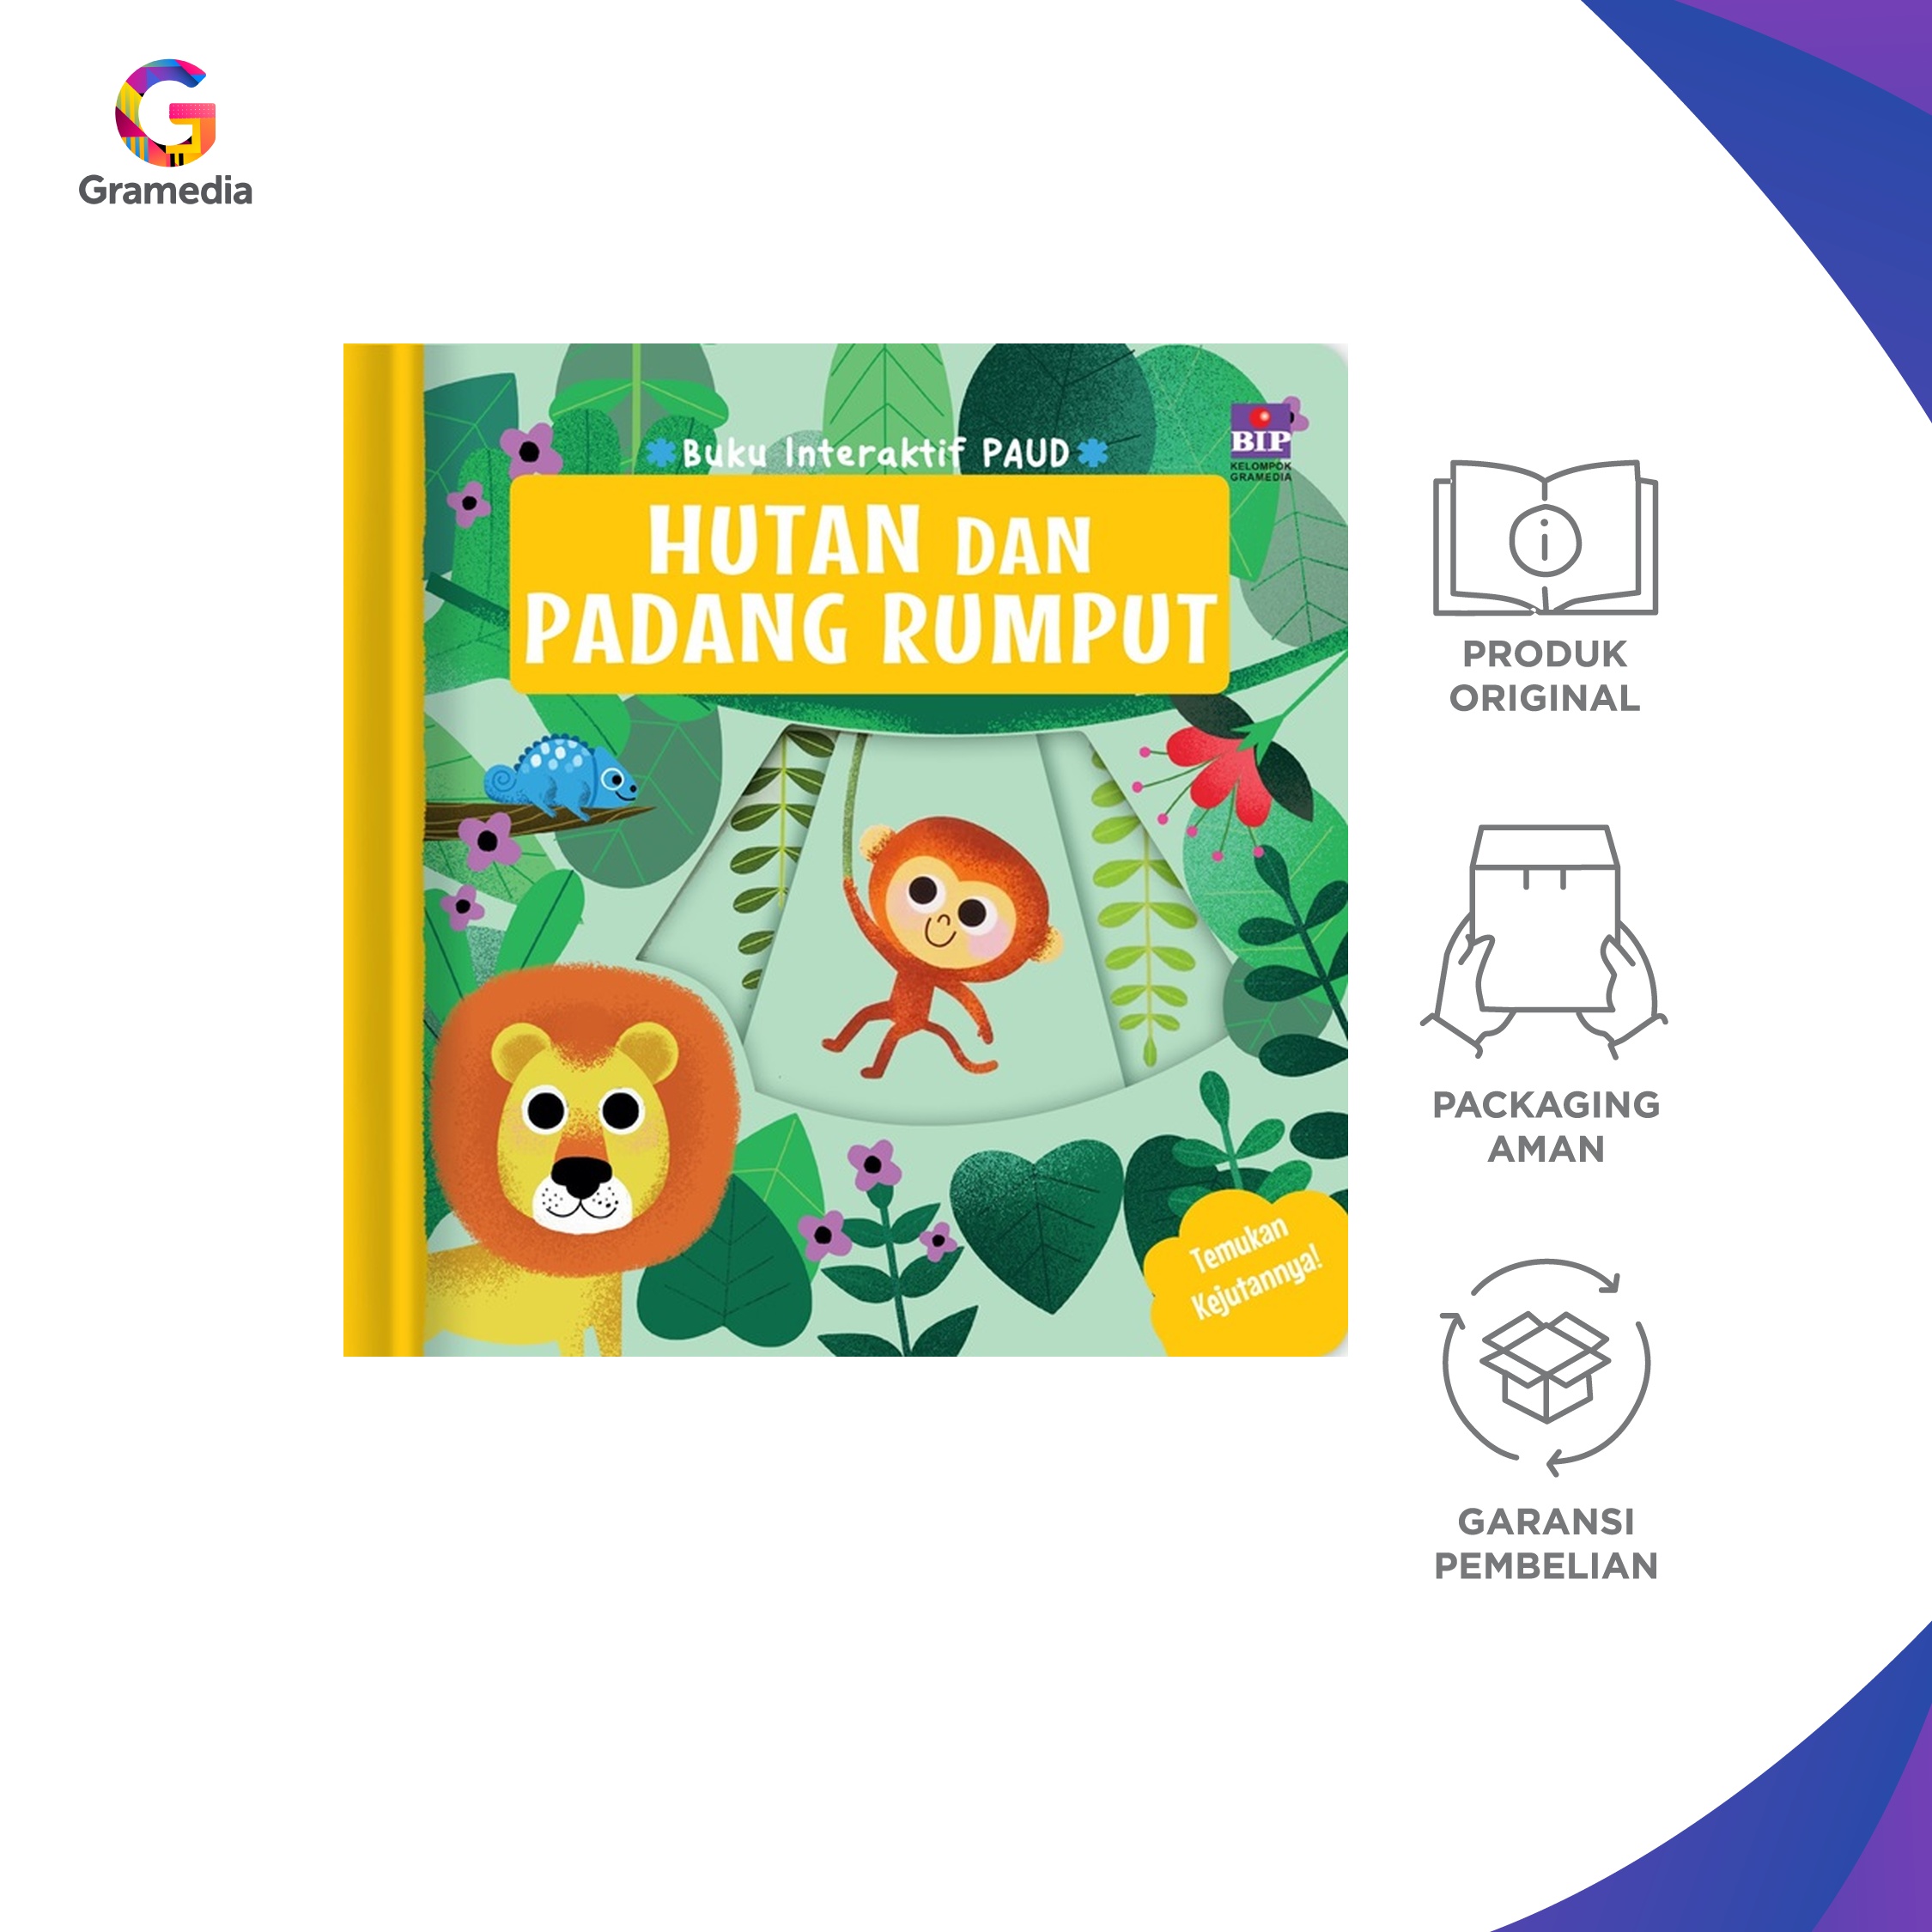 Gramedia
Buku Interaktif PAUD
BIP
KELOMPOK
GRAMEDIA
HUTAN DAN
PADANG RUMPUT
Temukan
Kejutannya!
PRODUK
ORIGINAL
PACKAGING
AMAN
GARANSI
PEMBELIAN